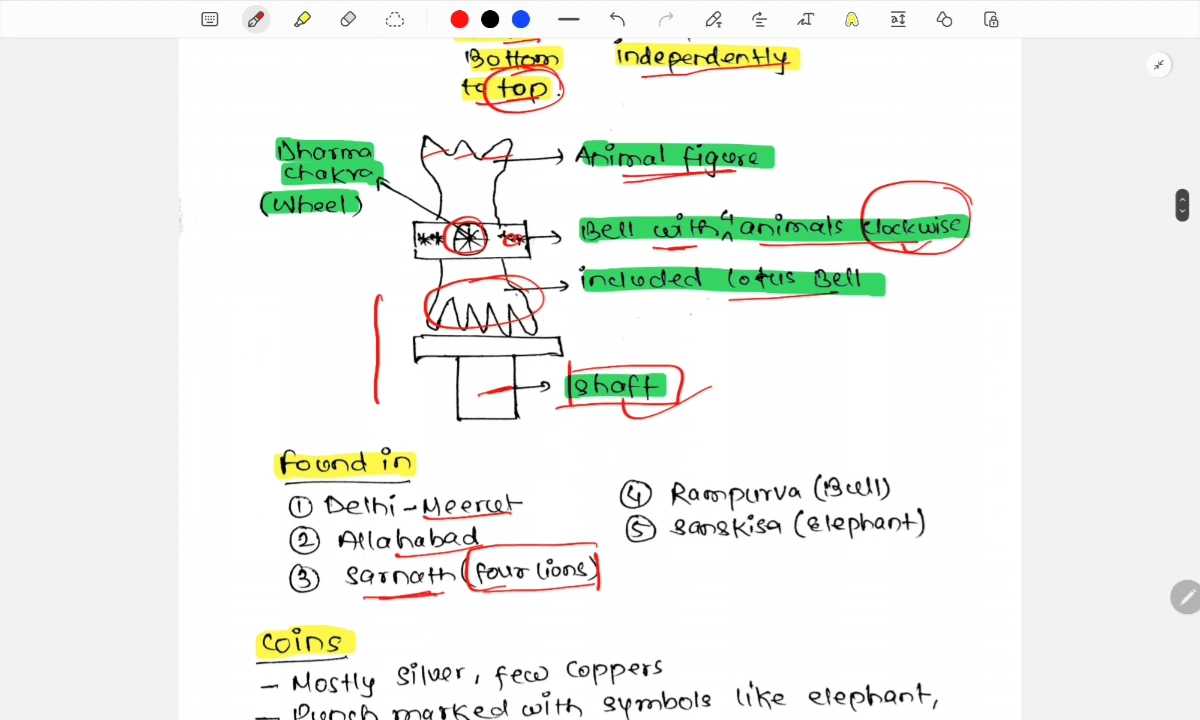 Bottom
to top.
independently
Dharma
chakra
(wheel)
Animal figure
Bell with 4 animals clockwise
included lotus Bell
shaft
found in
① Delhi - Meerut
② Allahabad
③ Sarnath (four lions)
④ Rampurva (Bull)
⑤ Sanskisa (elephant)
coins
- Mostly silver, few coppers
- Punch marked with symbols like elephant,